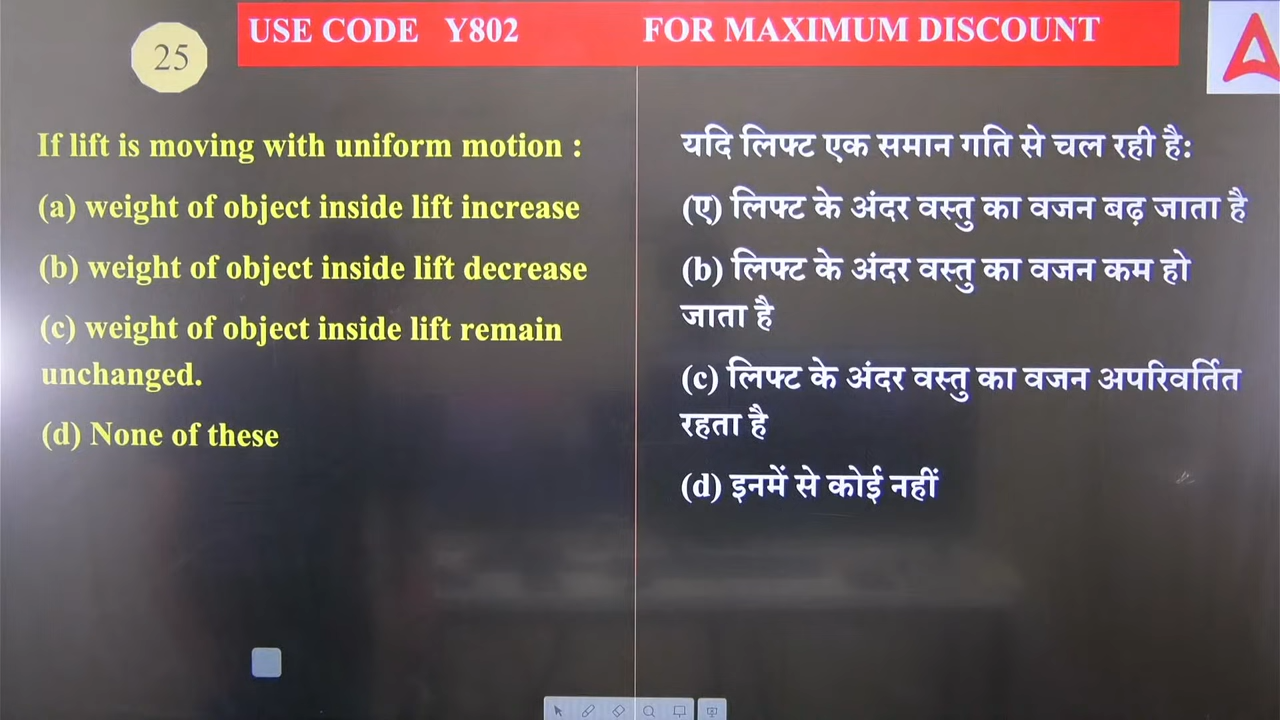 USE CODE Y802 FOR MAXIMUM DISCOUNT
25
If lift is moving with uniform motion :
(a) weight of object inside lift increase
(b) weight of object inside lift decrease
(c) weight of object inside lift remain
unchanged.
(d) None of these
यदि लिफ्ट एक समान गति से चल रही है:
(ए) लिफ्ट के अंदर वस्तु का वजन बढ़ जाता है
(b) लिफ्ट के अंदर वस्तु का वजन कम हो
जाता है
(c) लिफ्ट के अंदर वस्तु का वजन अपरिवर्तित
रहता है
(d) इनमें से कोई नहीं